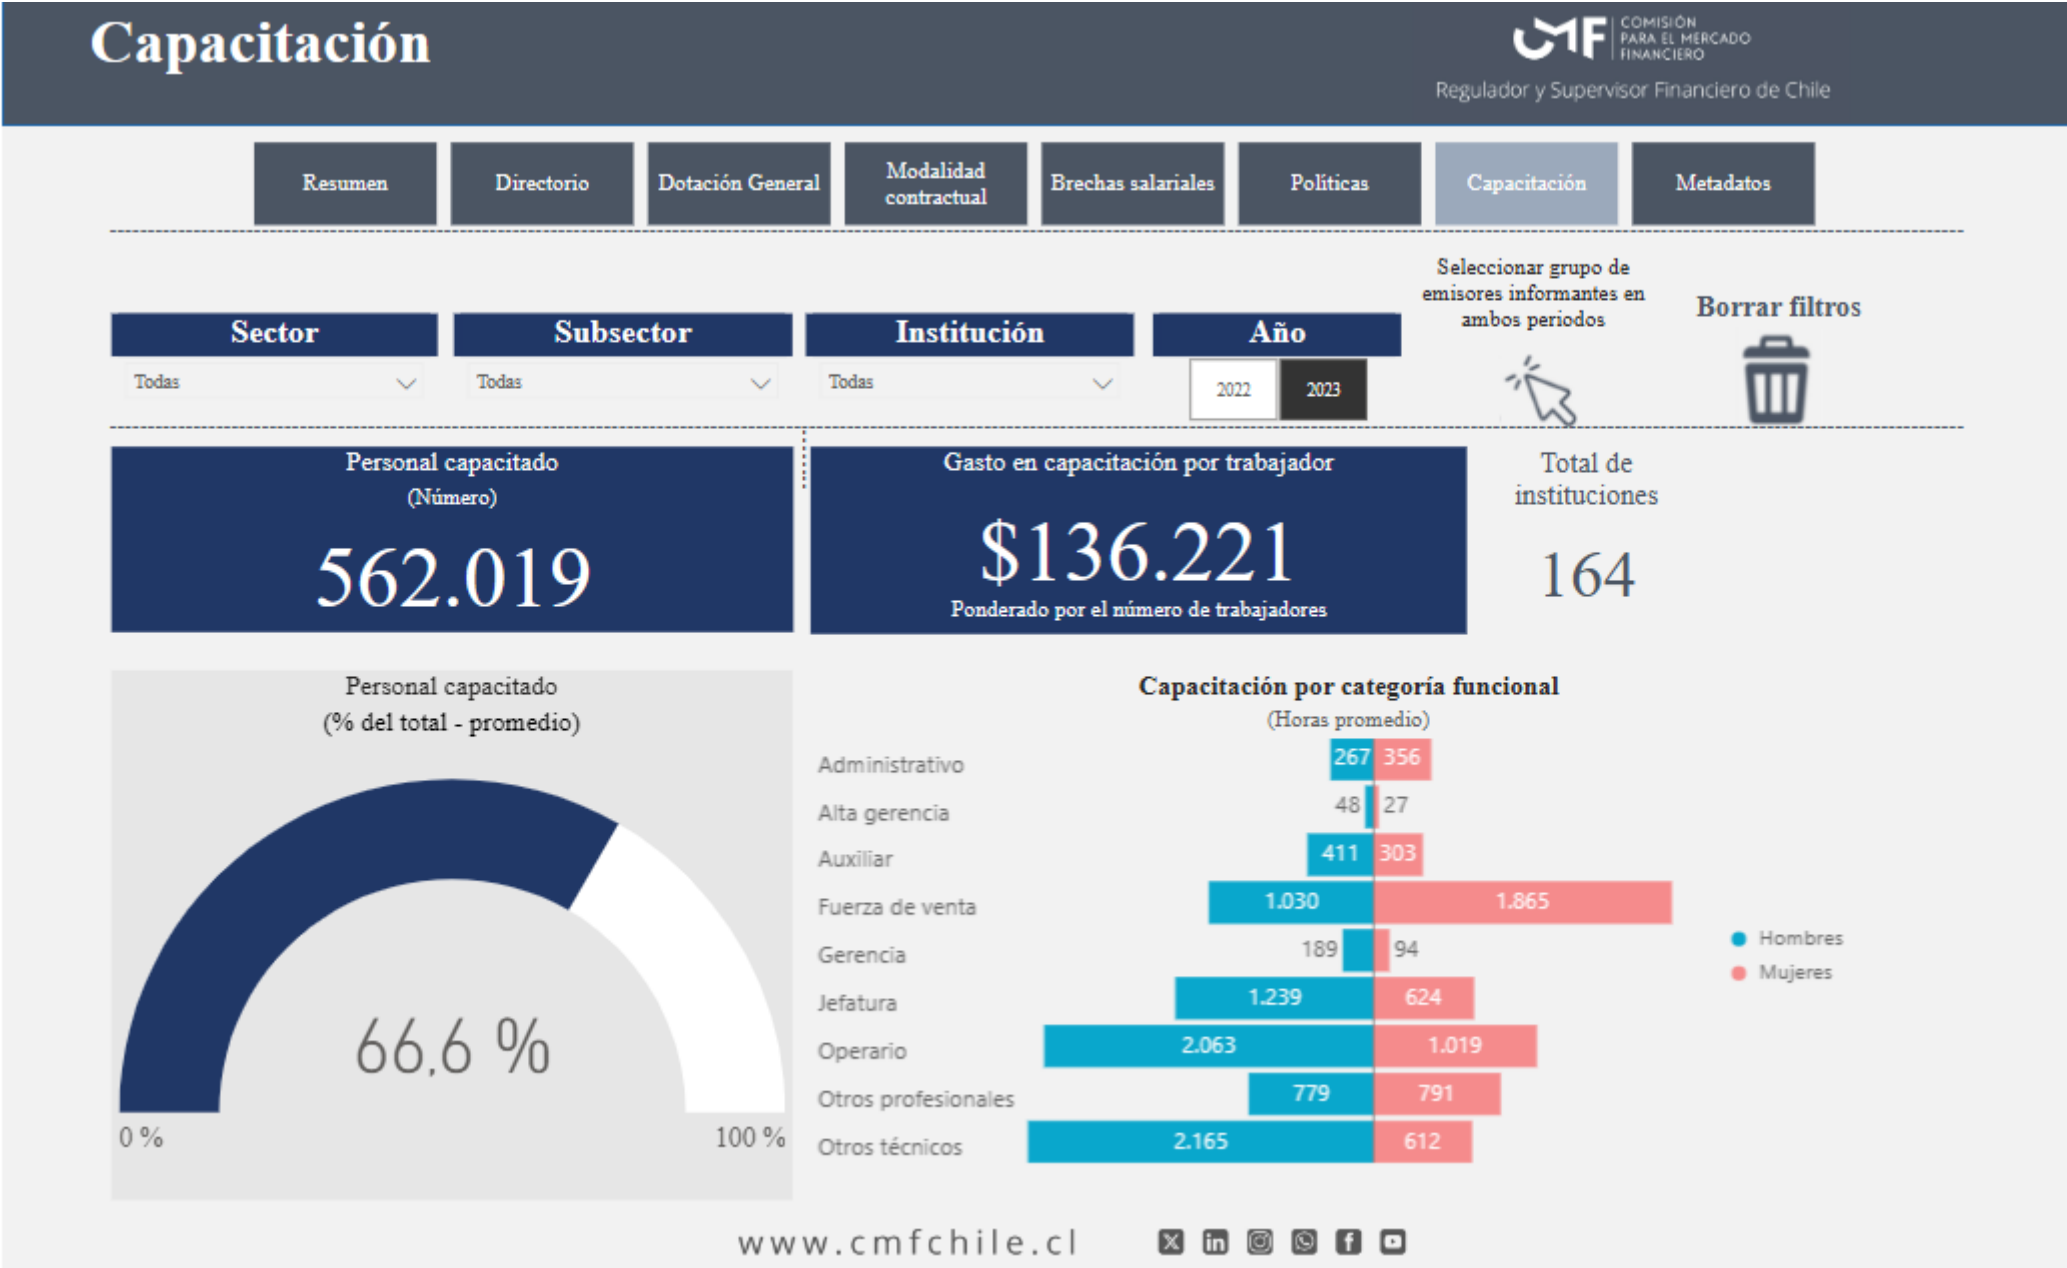 Capacitación
CMF
COMISIÓN
PARA EL MERCADO
FINANCIERO
Regulador y Supervisor Financiero de Chile
Resumen
Directorio
Dotación General
Modalidad
contractual
Brechas salariales
Políticas
Capacitación
Metadatos
Seleccionar grupo de
emisores informantes en
ambos periodos
Borrar filtros
Sector
Subsector
Institución
Año
Todas
Todas
Todas
2022
2023
Personal capacitado
(Número)
562.019
Gasto en capacitación por trabajador
$136.221
Ponderado por el número de trabajadores
Total de
instituciones
164
Personal capacitado
(% del total - promedio)
66,6 %
0 %
100 %
Capacitación por categoría funcional
(Horas promedio)
Administrativo 267 356
Alta gerencia 48 27
Auxiliar 411 303
Fuerza de venta 1.030 1.865
Gerencia 189 94
Jefatura 1.239 624
Operario 2.063 1.019
Otros profesionales 779 791
Otros técnicos 2.165 612
Hombres
Mujeres
www.cmfchile.cl